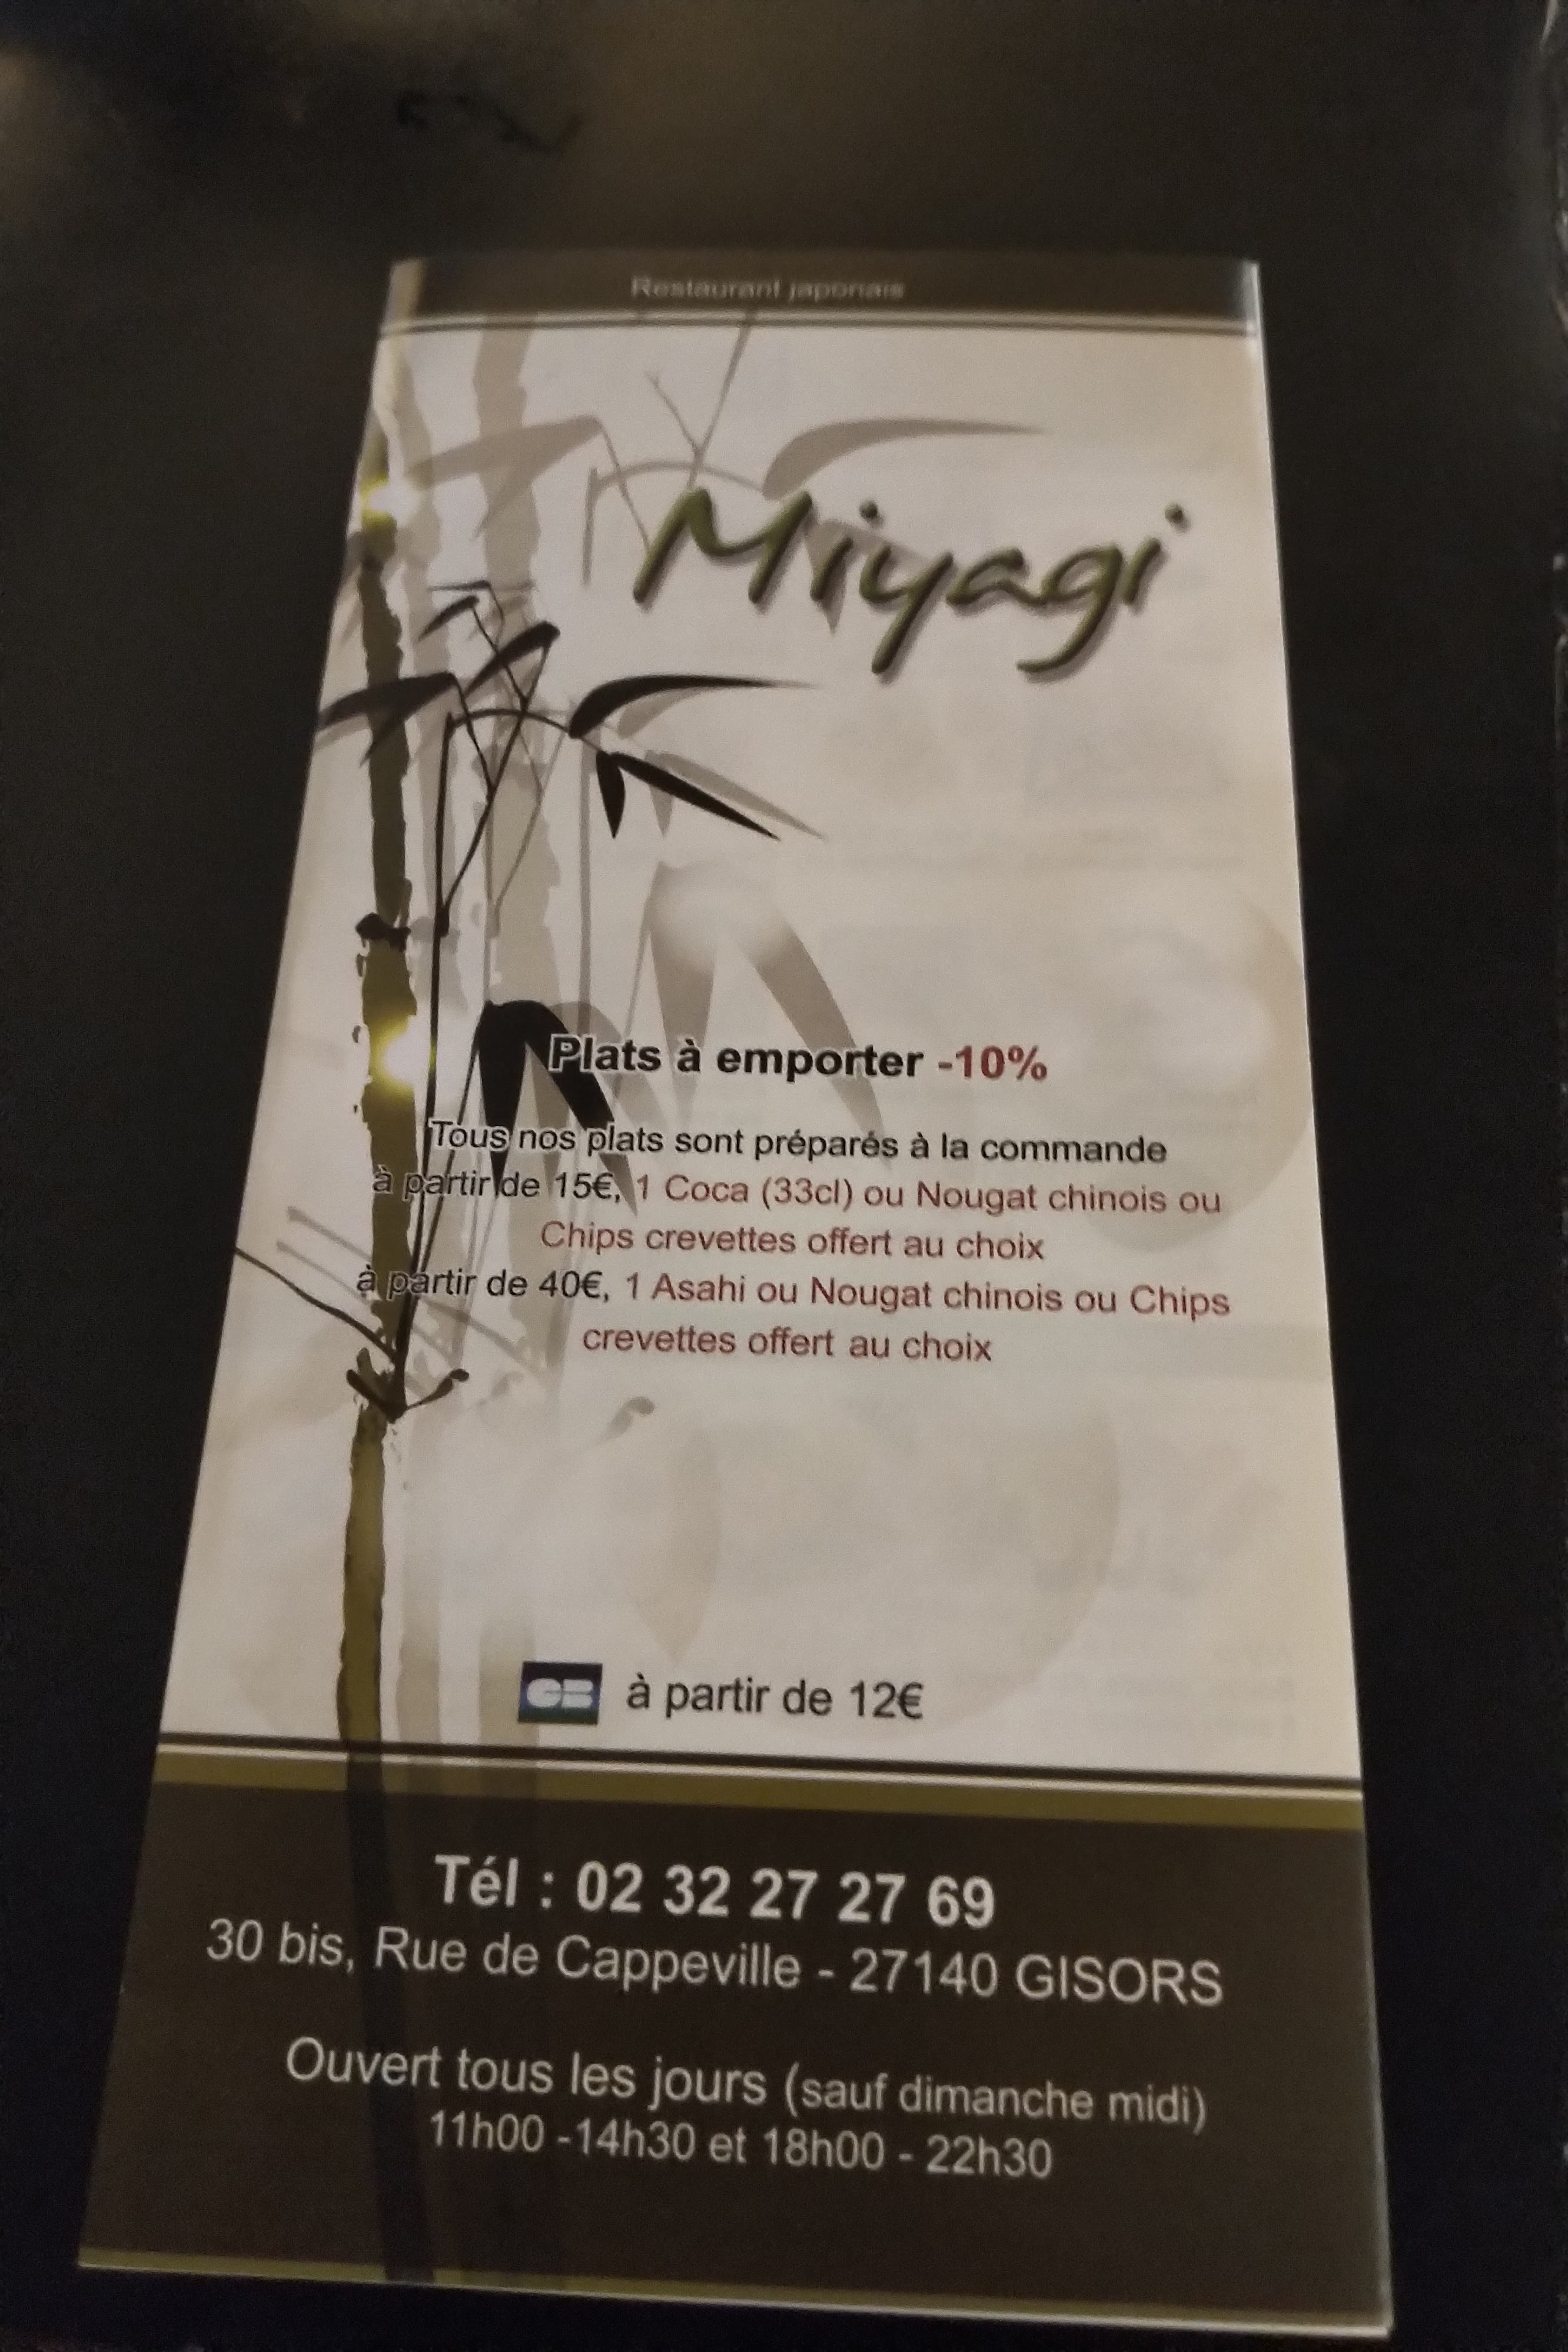 Restaurant japonais
Miyagi
Plats à emporter -10%
Tous nos plats sont préparés à la commande
à partir de 15€, 1 Coca (33cl) ou Nougat chinois ou
Chips crevettes offert au choix
à partir de 40€, 1 Asahi ou Nougat chinois ou Chips
crevettes offert au choix
CB à partir de 12€
Tél : 02 32 27 27 69
30 bis, Rue de Cappeville - 27140 GISORS
Ouvert tous les jours (sauf dimanche midi)
11h00 -14h30 et 18h00 - 22h30